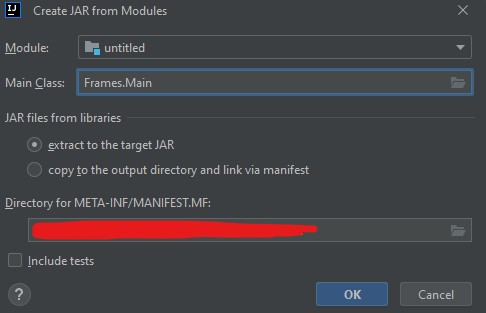 IJ Create JAR from Modules
Module: untitled
Main Class: Frames.Main
JAR files from libraries
extract to the target JAR
copy to the output directory and link via manifest
Directory for META-INF/MANIFEST.MF:
Include tests
? OK Cancel